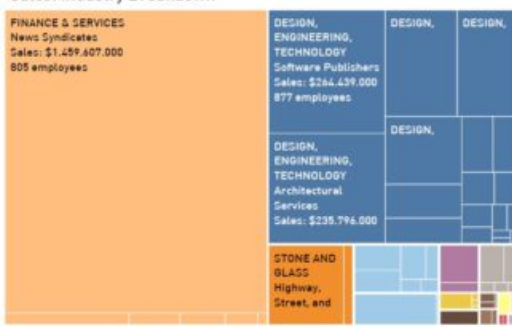 FINANCE & SERVICES
News Syndicates
Sales: $1.459.607.000
805 employees
DESIGN,
ENGINEERING,
TECHNOLOGY
Software Publishers
Sales: $264.439.000
877 employees
DESIGN,
DESIGN,
DESIGN,
DESIGN,
ENGINEERING,
TECHNOLOGY
Architectural
Services
Sales: $235.796.000
STONE AND
GLASS
Highway,
Street, and